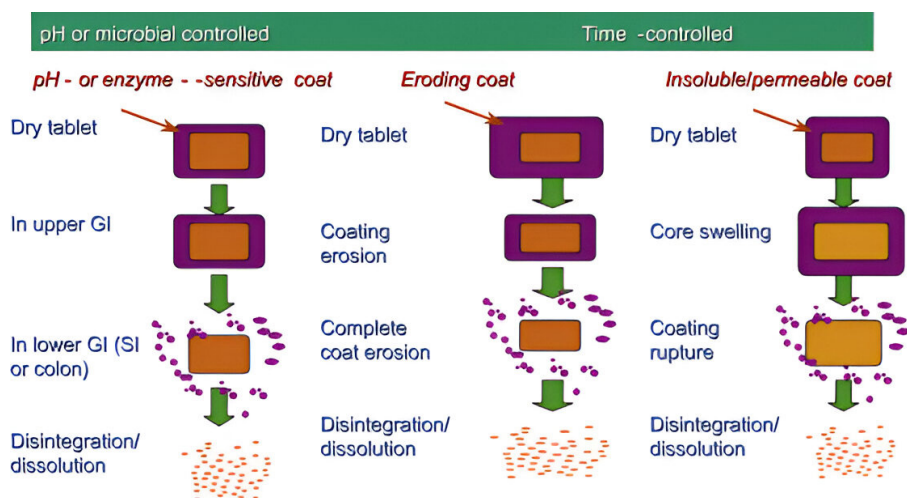 pH or microbial controlled
Time -controlled
pH - or enzyme - -sensitive coat
Eroding coat
Insoluble/permeable coat
Dry tablet
Dry tablet
Dry tablet
In upper GI
Coating
erosion
Core swelling
In lower GI (SI
or colon)
Complete
coat erosion
Coating
rupture
Disintegration/
dissolution
Disintegration/
dissolution
Disintegration/
dissolution